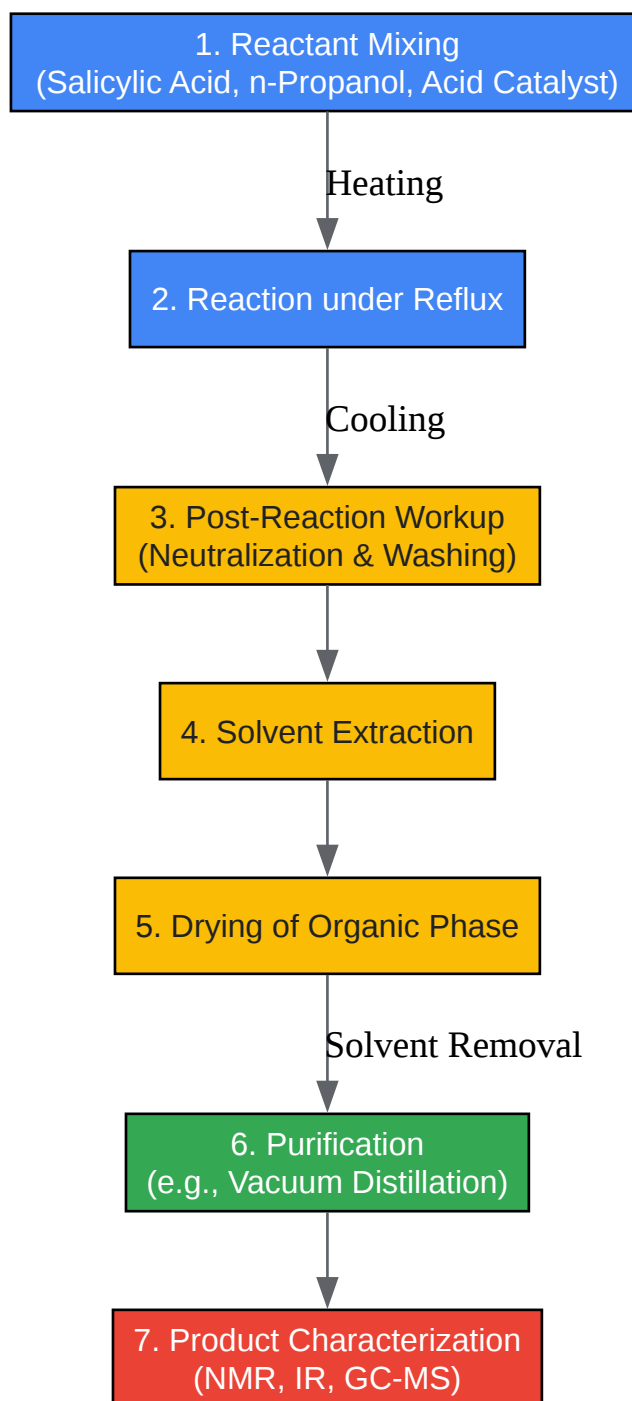 1. Reactant Mixing
(Salicylic Acid, n-Propanol, Acid Catalyst)
Heating
2. Reaction under Reflux
Cooling
3. Post-Reaction Workup
(Neutralization & Washing)
4. Solvent Extraction
5. Drying of Organic Phase
Solvent Removal
6. Purification
(e.g., Vacuum Distillation)
7. Product Characterization
(NMR, IR, GC-MS)